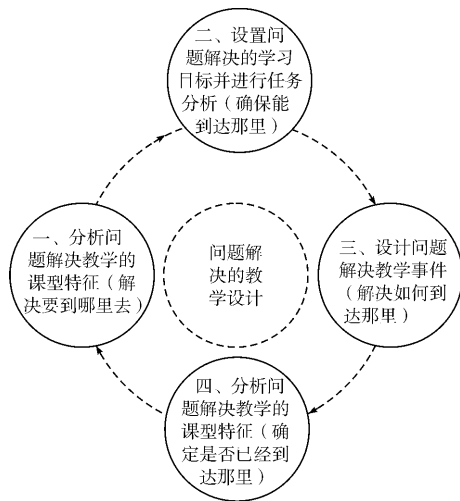 二、设置问
题解决的学习
目标并进行任务
分析（确保能
到达那里）
一、分析问
题解决教学的
课型特征（解
决要到哪里去）
问题解
决的教
学设计
三、设计问题
解决教学事件
（解决如何到
达那里）
四、分析问
题解决教学的
课型特征（确
定是否已经到
达那里）